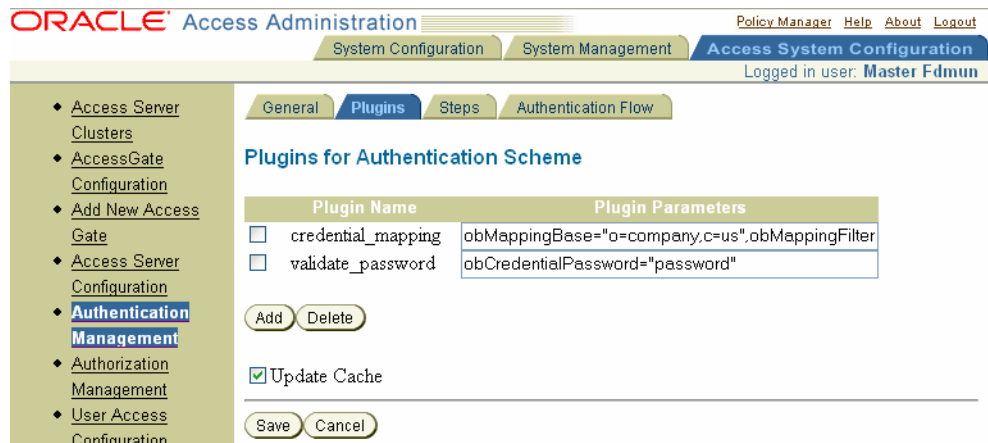 ORACLE Access Administration
Policy Manager Help About Logout
System Configuration System Management Access System Configuration
Logged in user: Master Fdmun
Access Server
Clusters
AccessGate
Configuration
Add New Access
Gate
Access Server
Configuration
Authentication
Management
Authorization
Management
User Access
Configuration
General Plugins Steps Authentication Flow
Plugins for Authentication Scheme
Plugin Name Plugin Parameters
credential_mapping obMappingBase="o=company,c=us",obMappingFilter
validate_password obCredentialPassword="password"
Add Delete
Update Cache
Save Cancel